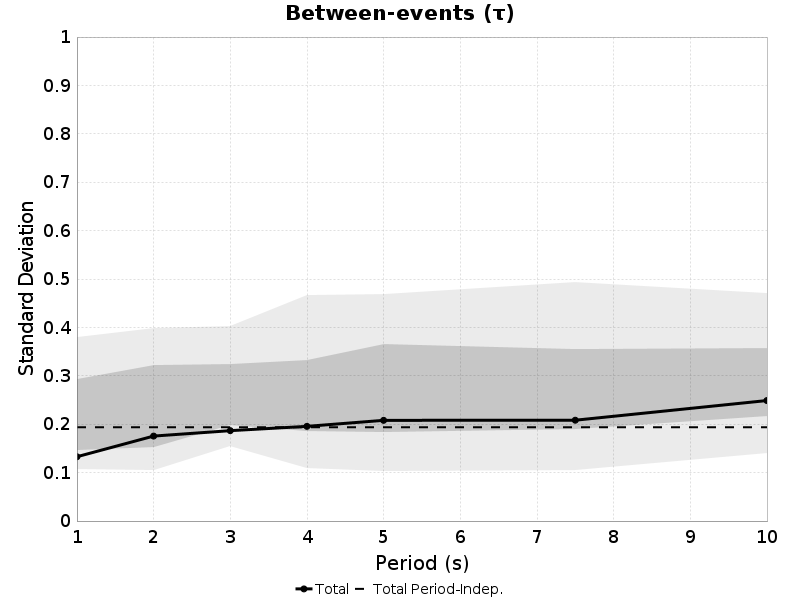 Between-events (τ)
Standard Deviation
1
0.9
0.8
0.7
0.6
0.5
0.4
0.3
0.2
0.1
0
1 2 3 4 5 6 7 8 9 10
Period (s)
Total Total Period-Indep.